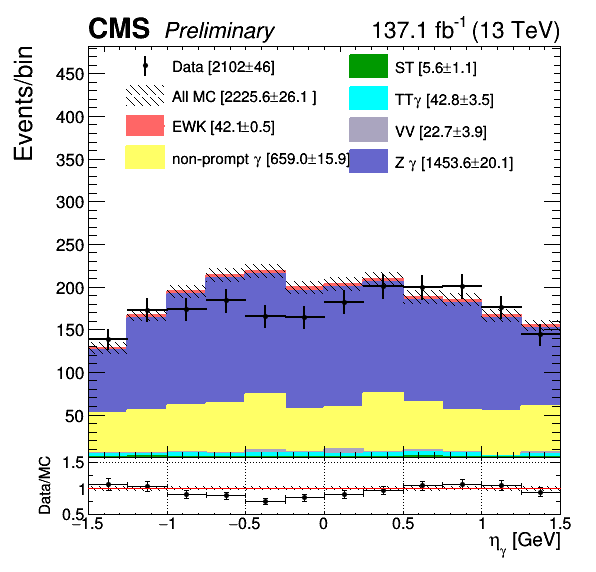 CMS Preliminary 137.1 fb⁻¹ (13 TeV)
Events/bin
Data [2102±46]
All MC [2225.6±26.1 ]
EWK [42.1±0.5]
non-prompt γ [659.0±15.9]
ST [5.6±1.1]
TTγ [42.8±3.5]
VV [22.7±3.9]
Z γ [1453.6±20.1]
450
400
350
300
250
200
150
100
50
Data/MC
1.5
1
0.5
−1.5 −1 −0.5 0 0.5 1 1.5
η_γ [GeV]